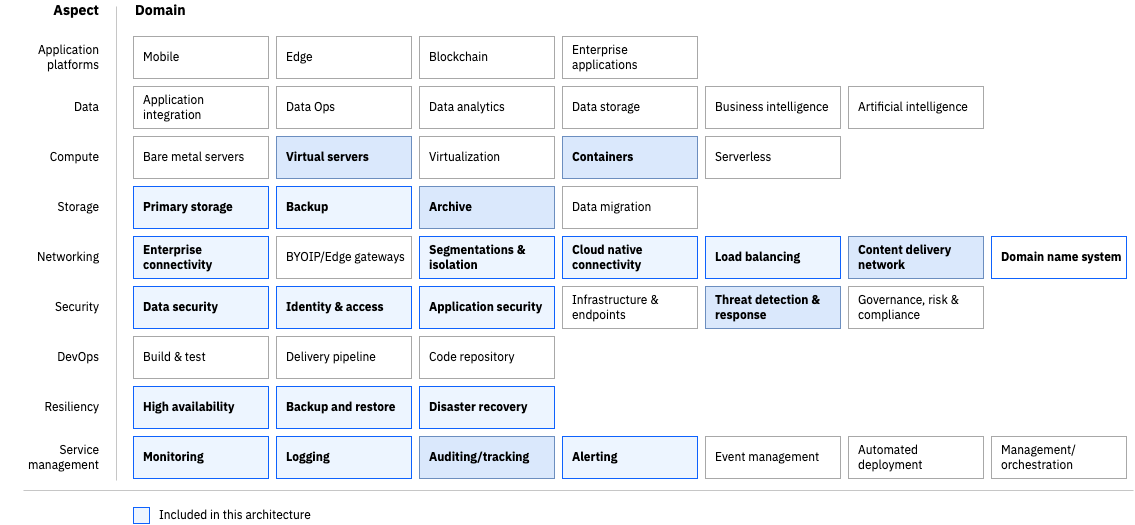 Aspect
Domain
Application
platforms
Mobile
Edge
Blockchain
Enterprise
applications
Data
Application
integration
Data Ops
Data analytics
Data storage
Business intelligence
Artificial intelligence
Compute
Bare metal servers
Virtual servers
Virtualization
Containers
Serverless
Storage
Primary storage
Backup
Archive
Data migration
Networking
Enterprise
connectivity
BYOIP/Edge gateways
Segmentations &
isolation
Cloud native
connectivity
Load balancing
Content delivery
network
Domain name system
Security
Data security
Identity & access
Application security
Infrastructure &
endpoints
Threat detection &
response
Governance, risk &
compliance
DevOps
Build & test
Delivery pipeline
Code repository
Resiliency
High availability
Backup and restore
Disaster recovery
Service
management
Monitoring
Logging
Auditing/tracking
Alerting
Event management
Automated
deployment
Management/
orchestration
Included in this architecture